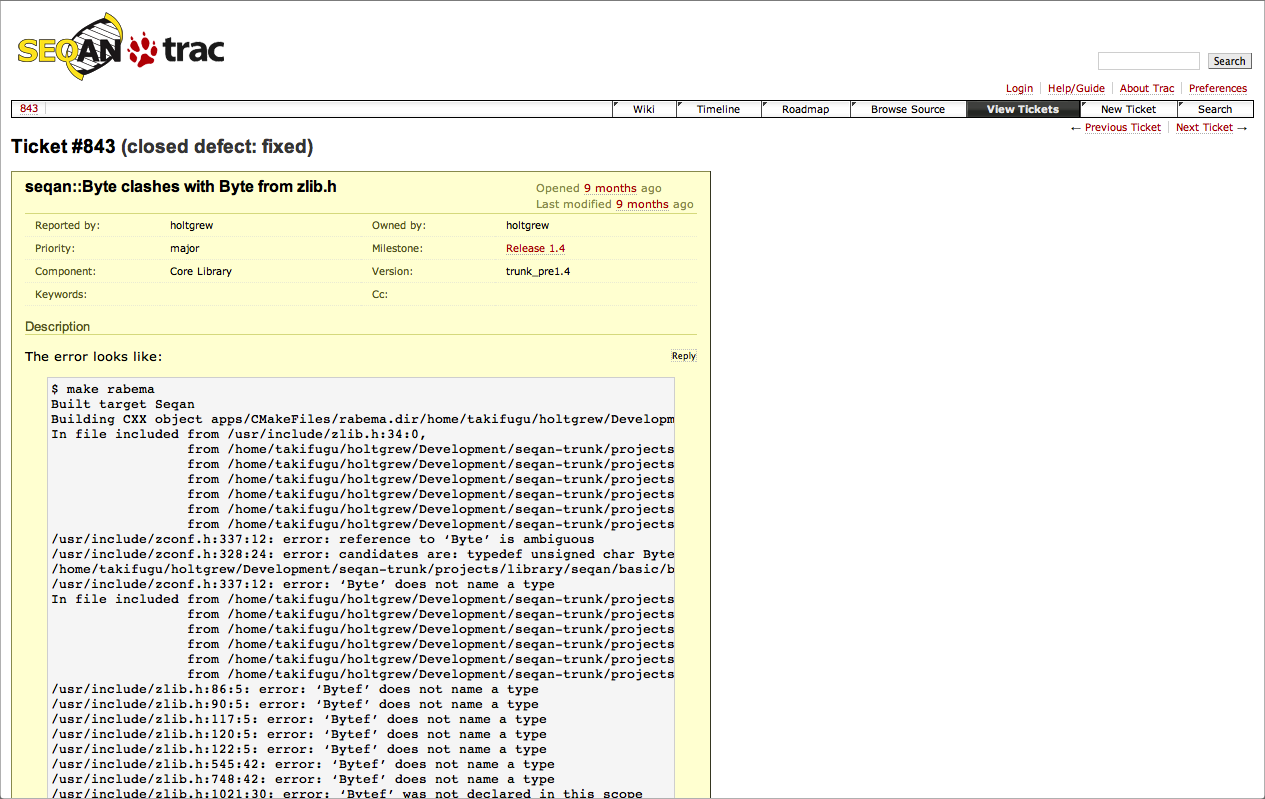 SEQAN trac
Search
Login Help/Guide About Trac Preferences
843 Wiki Timeline Roadmap Browse Source View Tickets New Ticket Search
← Previous Ticket Next Ticket →
Ticket #843 (closed defect: fixed)
seqan::Byte clashes with Byte from zlib.h
Opened 9 months ago
Last modified 9 months ago
Reported by: holtgrew Owned by: holtgrew
Priority: major Milestone: Release 1.4
Component: Core Library Version: trunk_pre1.4
Keywords: Cc:
Description
The error looks like: Reply
$ make rabema
Built target Seqan
Building CXX object apps/CMakeFiles/rabema.dir/home/takifugu/holtgrew/Developm
In file included from /usr/include/zlib.h:34:0,
from /home/takifugu/holtgrew/Development/seqan-trunk/projects
from /home/takifugu/holtgrew/Development/seqan-trunk/projects
from /home/takifugu/holtgrew/Development/seqan-trunk/projects
from /home/takifugu/holtgrew/Development/seqan-trunk/projects
from /home/takifugu/holtgrew/Development/seqan-trunk/projects
from /home/takifugu/holtgrew/Development/seqan-trunk/projects
/usr/include/zconf.h:337:12: error: reference to ‘Byte’ is ambiguous
/usr/include/zconf.h:328:24: error: candidates are: typedef unsigned char Byte
/home/takifugu/holtgrew/Development/seqan-trunk/projects/library/seqan/basic/b
/usr/include/zconf.h:337:12: error: ‘Byte’ does not name a type
In file included from /home/takifugu/holtgrew/Development/seqan-trunk/projects
from /home/takifugu/holtgrew/Development/seqan-trunk/projects
from /home/takifugu/holtgrew/Development/seqan-trunk/projects
from /home/takifugu/holtgrew/Development/seqan-trunk/projects
from /home/takifugu/holtgrew/Development/seqan-trunk/projects
from /home/takifugu/holtgrew/Development/seqan-trunk/projects
/usr/include/zlib.h:86:5: error: ‘Bytef’ does not name a type
/usr/include/zlib.h:90:5: error: ‘Bytef’ does not name a type
/usr/include/zlib.h:117:5: error: ‘Bytef’ does not name a type
/usr/include/zlib.h:120:5: error: ‘Bytef’ does not name a type
/usr/include/zlib.h:122:5: error: ‘Bytef’ does not name a type
/usr/include/zlib.h:545:42: error: ‘Bytef’ does not name a type
/usr/include/zlib.h:748:42: error: ‘Bytef’ does not name a type
/usr/include/zlib.h:1021:30: error: ‘Bytef’ was not declared in this scope